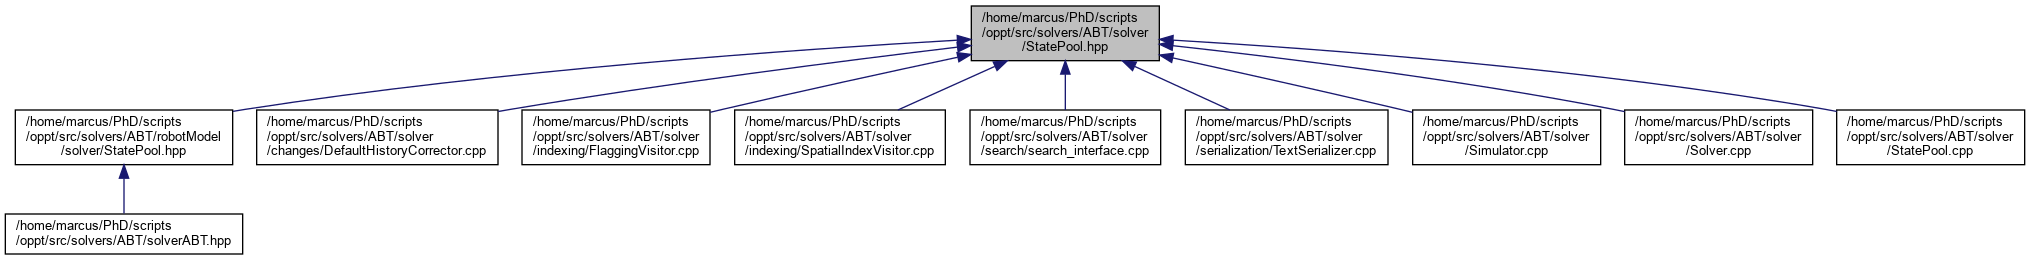 /home/marcus/PhD/scripts
/oppt/src/solvers/ABT/solver
/StatePool.hpp
/home/marcus/PhD/scripts
/oppt/src/solvers/ABT/robotModel
/solver/StatePool.hpp
/home/marcus/PhD/scripts
/oppt/src/solvers/ABT/solver
/changes/DefaultHistoryCorrector.cpp
/home/marcus/PhD/scripts
/oppt/src/solvers/ABT/solver
/indexing/FlaggingVisitor.cpp
/home/marcus/PhD/scripts
/oppt/src/solvers/ABT/solver
/indexing/SpatialIndexVisitor.cpp
/home/marcus/PhD/scripts
/oppt/src/solvers/ABT/solver
/search/search_interface.cpp
/home/marcus/PhD/scripts
/oppt/src/solvers/ABT/solver
/serialization/TextSerializer.cpp
/home/marcus/PhD/scripts
/oppt/src/solvers/ABT/solver
/Simulator.cpp
/home/marcus/PhD/scripts
/oppt/src/solvers/ABT/solver
/Solver.cpp
/home/marcus/PhD/scripts
/oppt/src/solvers/ABT/solver
/StatePool.cpp
/home/marcus/PhD/scripts
/oppt/src/solvers/ABT/solverABT.hpp